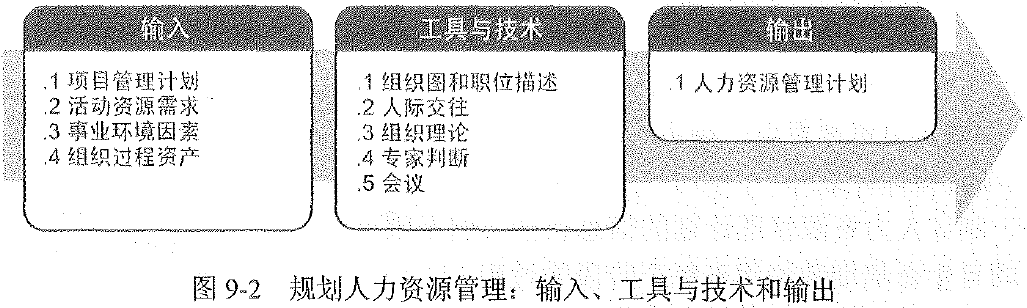 输入
.1 项目管理计划
.2 活动资源需求
.3 事业环境因素
.4 组织过程资产
工具与技术
.1 组织图和职位描述
.2 人际交往
.3 组织理论
.4 专家判断
.5 会议
输出
.1 人力资源管理计划
图 9-2 规划人力资源管理：输入、工具与技术和输出